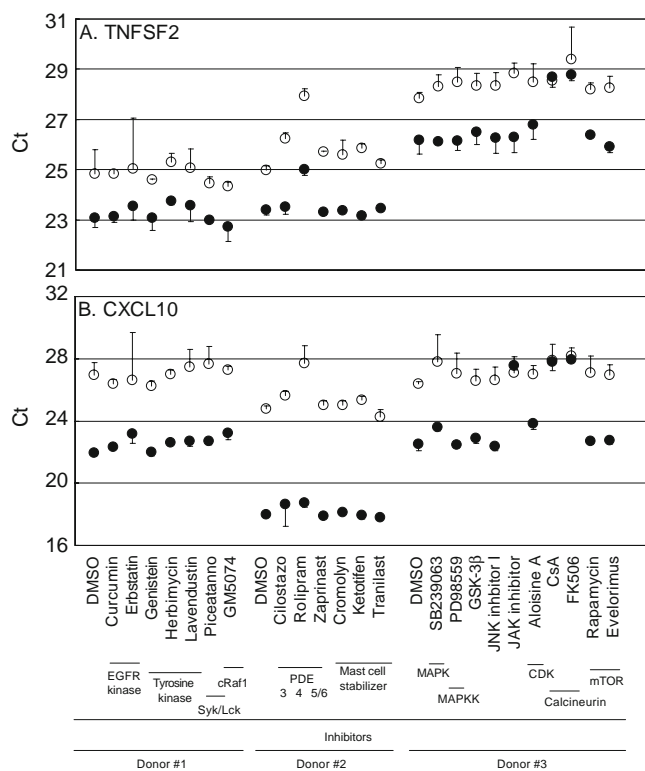 A. TNFSF2
31
29
27
25
23
21
Ct
B. CXCL10
32
28
24
20
16
Ct
DMSO
Curcumin
Erbstatin
Genistein
Herbimycin
Lavendustin
Piceatanno
GM5074
DMSO
Cilostazo
Rolipram
Zaprinast
Cromolyn
Ketotifen
Tranilast
DMSO
SB239063
PD98559
GSK-3β
JNK inhbitor I
JAK inhibitor
Aloisine A
CsA
FK506
Rapamycin
Evelorimus
EGFR
kinase
Tyrosine
kinase
cRaf1
Syk/Lck
PDE
3 4 5/6
Mast cell
stabilizer
MAPK
MAPKK
CDK
Calcineurin
mTOR
Inhibitors
Donor #1
Donor #2
Donor #3